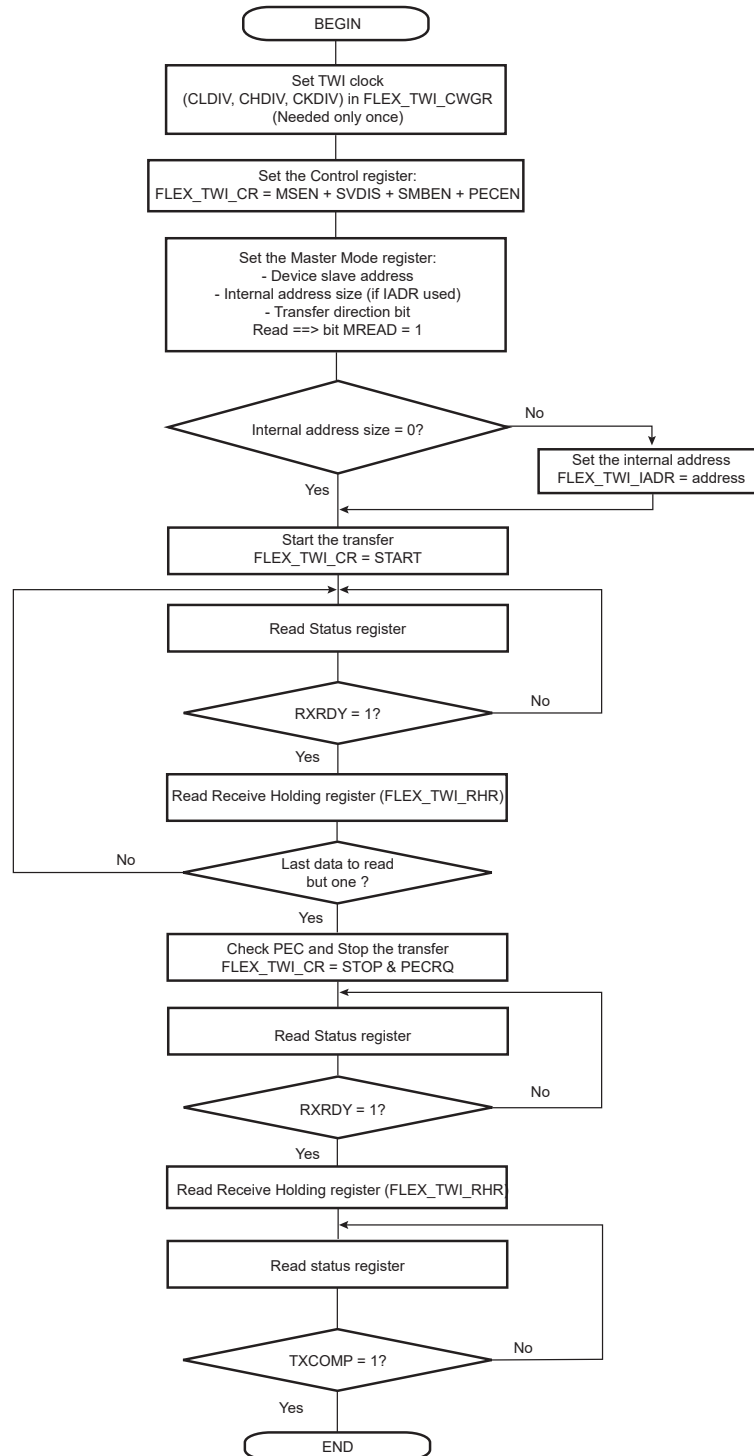 BEGIN
Set TWI clock
(CLDIV, CHDIV, CKDIV) in FLEX_TWI_CWGR
(Needed only once)
Set the Control register:
FLEX_TWI_CR = MSEN + SVDIS + SMBEN + PECEN
Set the Master Mode register:
- Device slave address
- Internal address size (if IADR used)
- Transfer direction bit
Read ==> bit MREAD = 1
Internal address size = 0?
No
Set the internal address
FLEX_TWI_IADR = address
Yes
Start the transfer
FLEX_TWI_CR = START
Read Status register
RXRDY = 1?
No
Yes
Read Receive Holding register (FLEX_TWI_RHR)
No
Last data to read
but one ?
Yes
Check PEC and Stop the transfer
FLEX_TWI_CR = STOP & PECRQ
Read Status register
RXRDY = 1?
No
Yes
Read Receive Holding register (FLEX_TWI_RHR)
Read status register
TXCOMP = 1?
No
Yes
END